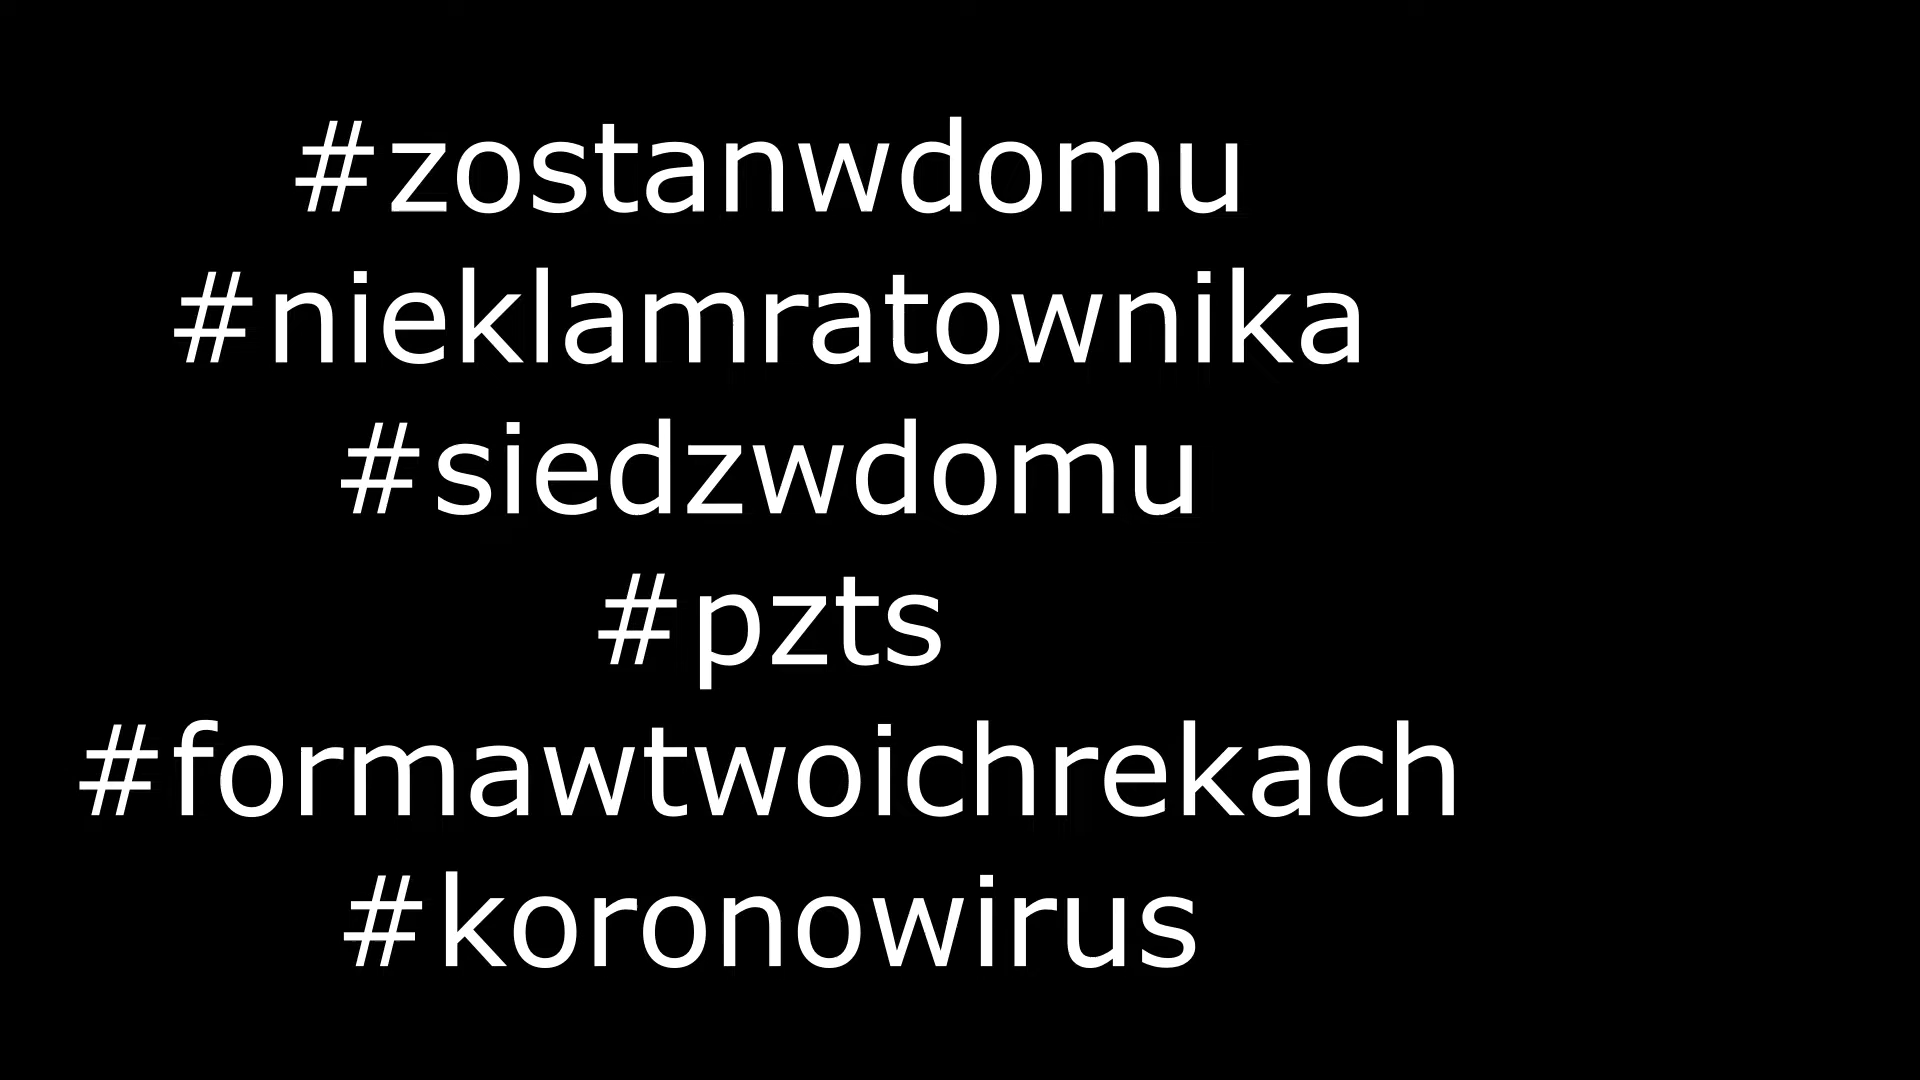 #zostanwdomu
#nieklamratownika
#siedzwdomu
#pzts
#formawtwoichrekach
#koronowirus